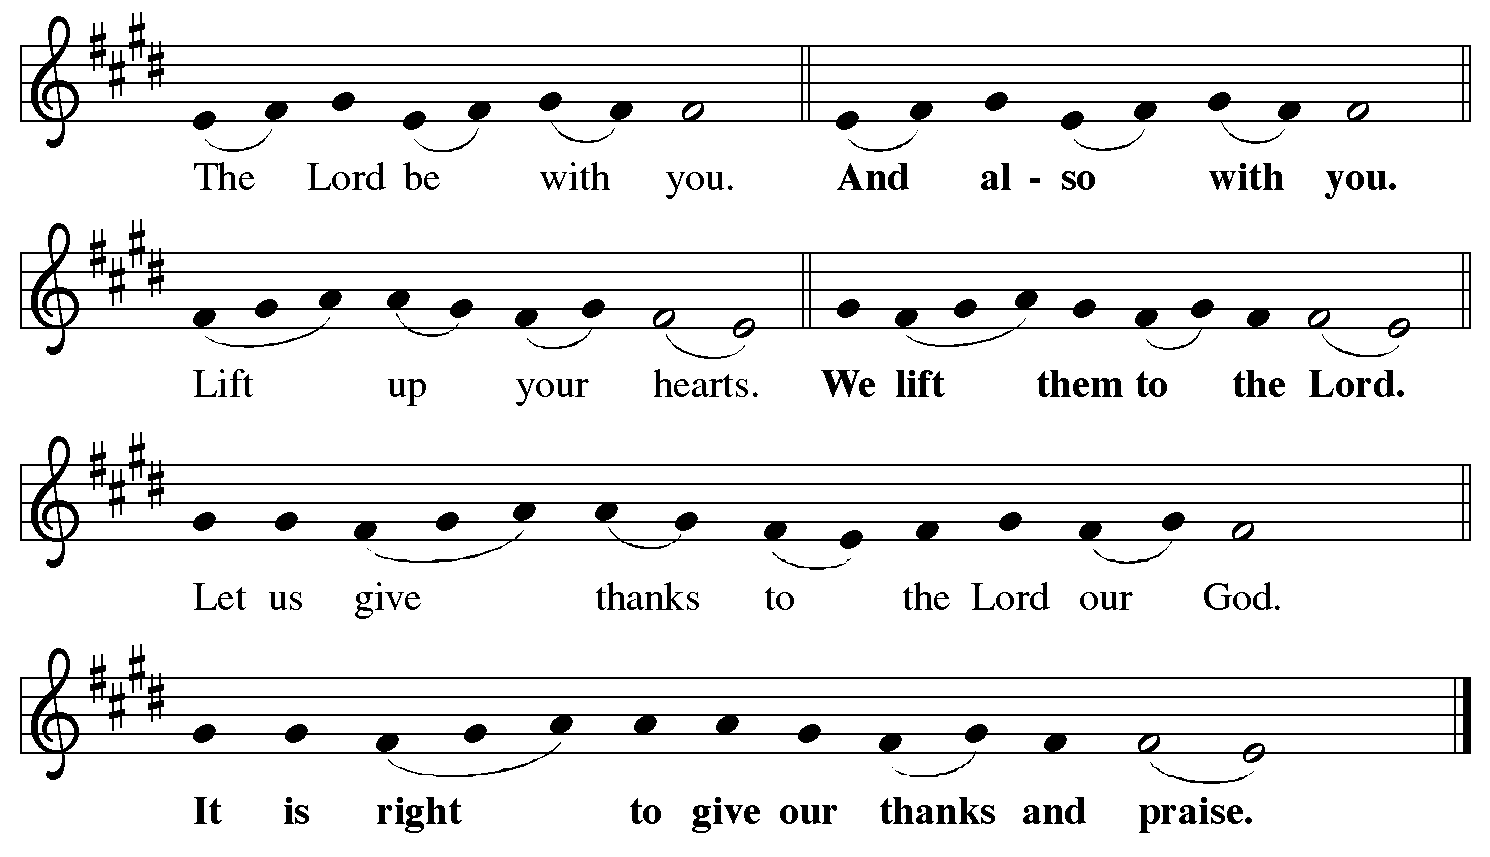 The Lord be with you. And al - so with you.
Lift up your hearts. We lift them to the Lord.
Let us give thanks to the Lord our God.
It is right to give our thanks and praise.